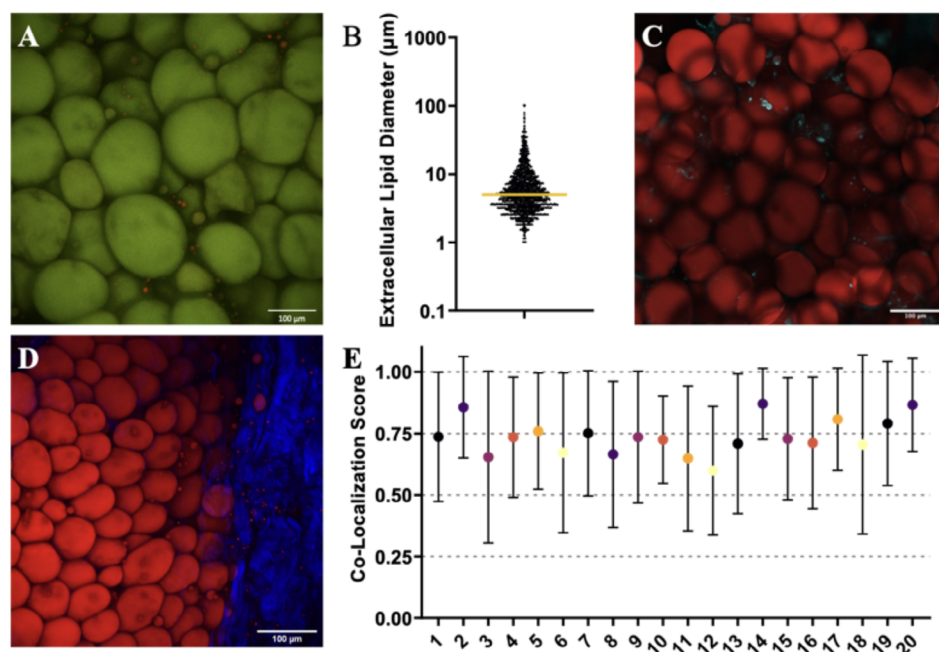 A
100 µm
B
Extracellular Lipid Diameter (µm)
1000
100
10
1
0.1
C
100 µm
D
100 µm
E
Co-Localization Score
1.00
0.75
0.50
0.25
0.00
1 2 3 4 5 6 7 8 9 10 11 12 13 14 15 16 17 18 19 20